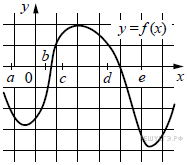 y
y = f(x)
a 0 b c d e x